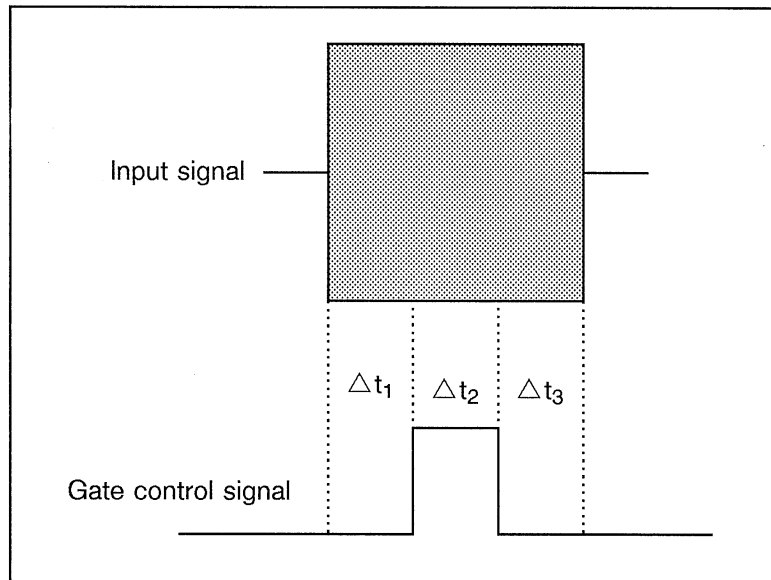 Input signal
△t₁ △t₂ △t₃
Gate control signal